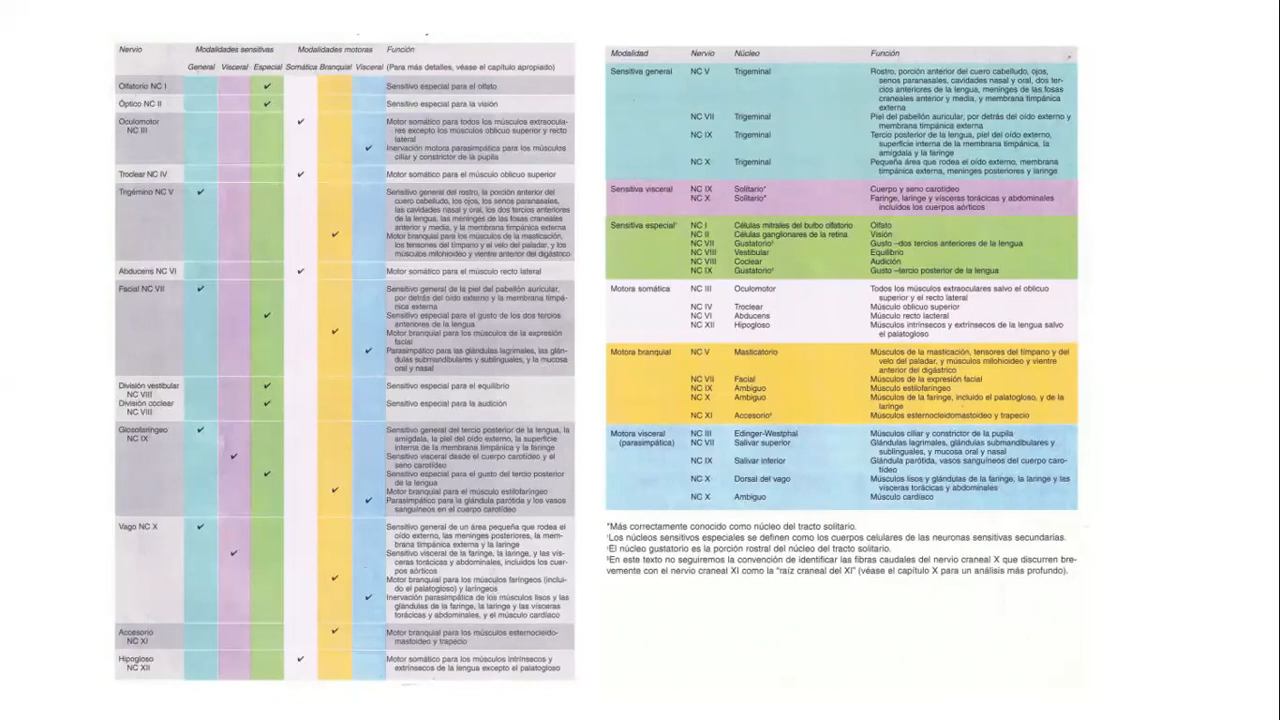 Nervio Modalidades sensitivas Modalidades motoras Función
General Visceral Especial Somática Branquial Visceral (Para más detalles, véase el capítulo apropiado)
Olfatorio NC I ✓ Sensitivo especial para el olfato
Óptico NC II ✓ Sensitivo especial para la visión
Oculomotor ✓ Motor somático para todos los músculos extraocula-
NC III res excepto los músculos oblicuo superior y recto
lateral
✓ Inervación motora parasimpática para los músculos
ciliar y constrictor de la pupila
Troclear NC IV ✓ Motor somático para el músculo oblicuo superior
Trigémino NC V ✓ Sensitivo general del rostro, la porción anterior del
cuero cabelludo, los ojos, los senos paranasales,
las cavidades nasal y oral, los dos tercios anteriores
de la lengua, las meninges de las fosas craneales
anterior y media, y la membrana timpánica externa
✓ Motor branquial para los músculos de la masticación,
los tensores del tímpano y el velo del paladar, y los
músculos milohioideo y vientre anterior del digástrico
Abducens NC VI ✓ Motor somático para el músculo recto lateral
Facial NC VII ✓ Sensitivo general de la piel del pabellón auricular,
por detrás del oído externo y la membrana timpá-
nica externa
✓ Sensitivo especial para el gusto de los dos tercios
anteriores de la lengua
✓ Motor branquial para los músculos de la expresión
facial
✓ Parasimpático para las glándulas lagrimales, las glán-
dulas submandibulares y sublinguales, y la mucosa
oral y nasal
División vestibular ✓ Sensitivo especial para el equilibrio
NC VIII
División coclear ✓ Sensitivo especial para la audición
NC VIII
Glosofaríngeo ✓ Sensitivo general del tercio posterior de la lengua, la
NC IX amígdala, la piel del oído externo, la superficie
interna de la membrana timpánica y la faringe
✓ Sensitivo visceral desde el cuerpo carotídeo y el
seno carotídeo
✓ Sensitivo especial para el gusto del tercio posterior
de la lengua
✓ Motor branquial para el músculo estilofaríngeo
✓ Parasimpático para la glándula parótida y los vasos
sanguíneos en el cuerpo carotídeo
Vago NC X ✓ Sensitivo general de un área pequeña que rodea el
oído externo, las meninges posteriores, la mem-
brana timpánica externa y la laringe
✓ Sensitivo visceral de la faringe, la laringe, y las vís-
ceras torácicas y abdominales, incluidos los cuer-
pos aórticos
✓ Motor branquial para los músculos faríngeos (inclui-
do el palatogloso) y laríngeos
✓ Inervación parasimpática de los músculos lisos y las
glándulas de la faringe, la laringe y las vísceras
torácicas y abdominales, y el músculo cardíaco
Accesorio ✓ Motor branquial para los músculos esternocleido-
NC XI mastoideo y trapecio
Hipogloso ✓ Motor somático para los músculos intrínsecos y
NC XII extrínsecos de la lengua excepto el palatogloso
Modalidad Nervio Núcleo Función
Sensitiva general NC V Trigeminal Rostro, porción anterior del cuero cabelludo, ojos,
senos paranasales, cavidades nasal y oral, dos ter-
cios anteriores de la lengua, meninges de las fosas
craneales anterior y media, y membrana timpánica
externa
NC VII Trigeminal Piel del pabellón auricular, por detrás del oído externo y
membrana timpánica externa
NC IX Trigeminal Tercio posterior de la lengua, piel del oído externo,
superficie interna de la membrana timpánica, la
amígdala y la faringe
NC X Trigeminal Pequeña área que rodea el oído externo, membrana
timpánica externa, meninges posteriores y laringe
Sensitiva visceral NC IX Solitario* Cuerpo y seno carotídeo
NC X Solitario* Faringe, laringe y vísceras torácicas y abdominales
incluidos los cuerpos aórticos
Sensitiva especial† NC I Células mitrales del bulbo olfatorio Olfato
NC II Células ganglionares de la retina Visión
NC VII Gustatorio‡ Gusto –dos tercios anteriores de la lengua
NC VIII Vestibular Equilibrio
NC VIII Coclear Audición
NC IX Gustatorio‡ Gusto –tercio posterior de la lengua
Motora somática NC III Oculomotor Todos los músculos extraoculares salvo el oblicuo
superior y el recto lateral
NC IV Troclear Músculo oblicuo superior
NC VI Abducens Músculo recto lacteral
NC XII Hipogloso Músculos intrínsecos y extrínsecos de la lengua salvo
el palatogloso
Motora branquial NC V Masticatorio Músculos de la masticación, tensores del tímpano y del
velo del paladar, y músculos milohioideo y vientre
anterior del digástrico
NC VII Facial Músculos de la expresión facial
NC IX Ambiguo Músculo estilofaríngeo
NC X Ambiguo Músculos de la faringe, incluido el palatogloso, y de la
laringe
NC XI Accesorio§ Músculos esternocleidomastoideo y trapecio
Motora visceral NC III Edinger-Westphal Músculos ciliar y constrictor de la pupila
(parasimpática) NC VII Salivar superior Glándulas lagrimales, glándulas submandibulares y
sublinguales, y mucosa oral y nasal
NC IX Salivar inferior Glándula parótida, vasos sanguíneos del cuerpo caro-
tídeo
NC X Dorsal del vago Músculos lisos y glándulas de la faringe, la laringe y las
vísceras torácicas y abdominales
NC X Ambiguo Músculo cardíaco
*Más correctamente conocido como núcleo del tracto solitario.
†Los núcleos sensitivos especiales se definen como los cuerpos celulares de las neuronas sensitivas secundarias.
‡El núcleo gustatorio es la porción rostral del núcleo del tracto solitario.
§En este texto no seguiremos la convención de identificar las fibras caudales del nervio craneal X que discurren bre-
vemente con el nervio craneal XI como la "raíz craneal del XI" (véase el capítulo X para un análisis más profundo).